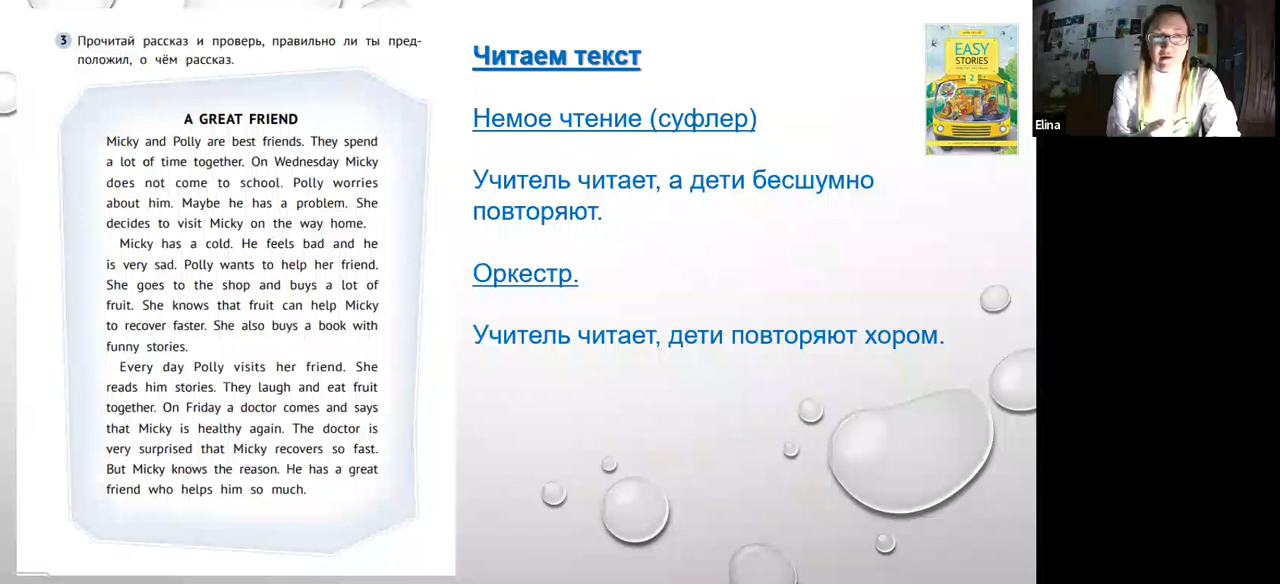 3 Прочитай рассказ и проверь, правильно ли ты пред-
положил, о чём рассказ.
A GREAT FRIEND
Micky and Polly are best friends. They spend
a lot of time together. On Wednesday Micky
does not come to school. Polly worries
about him. Maybe he has a problem. She
decides to visit Micky on the way home.
Micky has a cold. He feels bad and he
is very sad. Polly wants to help her friend.
She goes to the shop and buys a lot of
fruit. She knows that fruit can help Micky
to recover faster. She also buys a book with
funny stories.
Every day Polly visits her friend. She
reads him stories. They laugh and eat fruit
together. On Friday a doctor comes and says
that Micky is healthy again. The doctor is
very surprised that Micky recovers so fast.
But Micky knows the reason. He has a great
friend who helps him so much.
Читаем текст
Немое чтение (суфлер)
Учитель читает, а дети бесшумно
повторяют.
Оркестр.
Учитель читает, дети повторяют хором.
EASY
STORIES
2
Elina